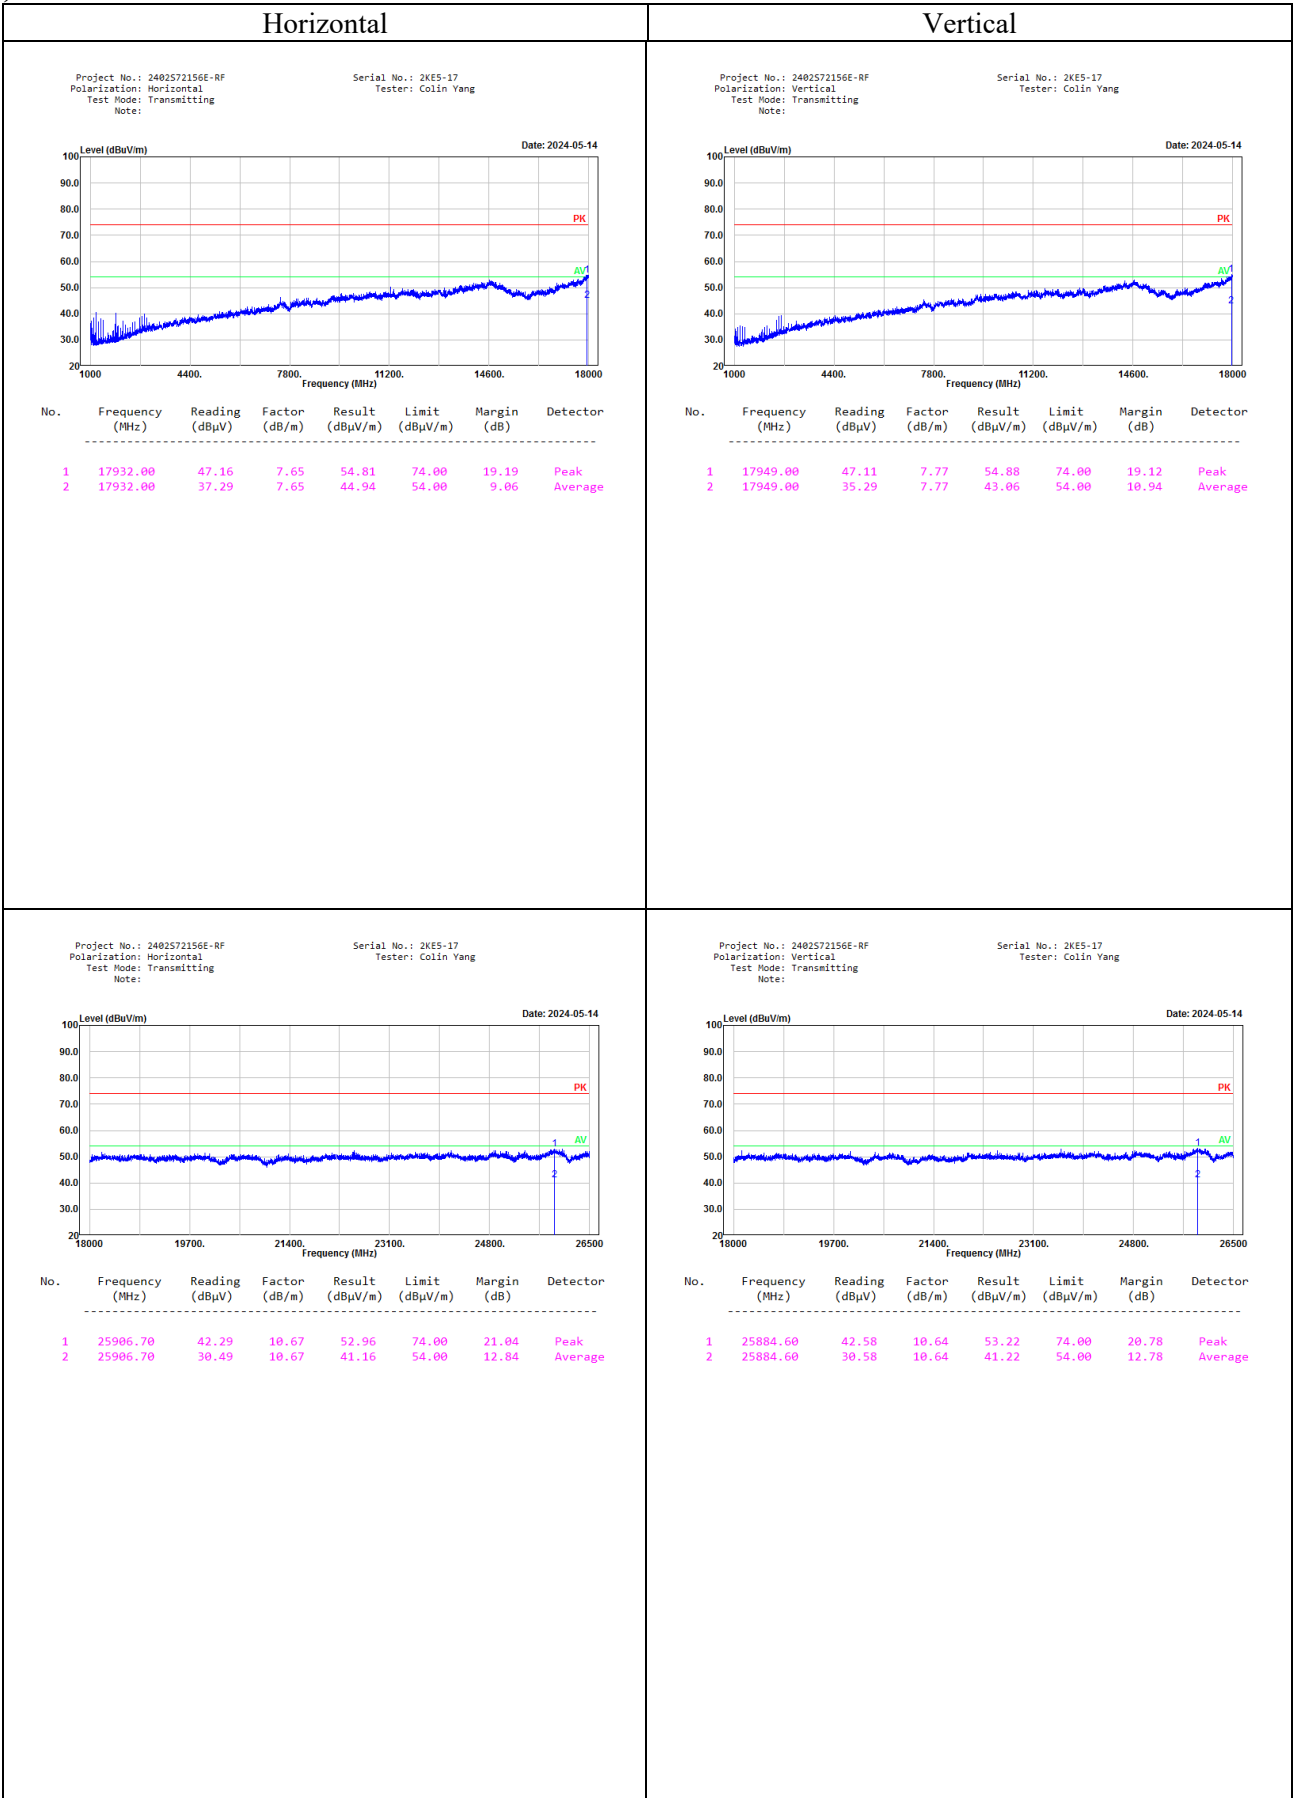 Horizontal
Vertical
Project No.: 2402S72156E-RF Serial No.: 2KE5-17
Polarization: Horizontal Tester: Colin Yang
Test Mode: Transmitting
Note:
Level (dBuV/m) Date: 2024-05-14
100
90.0
80.0
PK
70.0
60.0
AV 1
50.0
2
40.0
30.0
20
1000 4400. 7800. 11200. 14600. 18000
Frequency (MHz)
No. Frequency Reading Factor Result Limit Margin Detector
(MHz) (dBμV) (dB/m) (dBμV/m) (dBμV/m) (dB)
1 17932.00 47.16 7.65 54.81 74.00 19.19 Peak
2 17932.00 37.29 7.65 44.94 54.00 9.06 Average
Project No.: 2402S72156E-RF Serial No.: 2KE5-17
Polarization: Vertical Tester: Colin Yang
Test Mode: Transmitting
Note:
Level (dBuV/m) Date: 2024-05-14
100
90.0
80.0
PK
70.0
60.0
AV 1
50.0
2
40.0
30.0
20
1000 4400. 7800. 11200. 14600. 18000
Frequency (MHz)
No. Frequency Reading Factor Result Limit Margin Detector
(MHz) (dBμV) (dB/m) (dBμV/m) (dBμV/m) (dB)
1 17949.00 47.11 7.77 54.88 74.00 19.12 Peak
2 17949.00 35.29 7.77 43.06 54.00 10.94 Average
Project No.: 2402S72156E-RF Serial No.: 2KE5-17
Polarization: Horizontal Tester: Colin Yang
Test Mode: Transmitting
Note:
Level (dBuV/m) Date: 2024-05-14
100
90.0
80.0
PK
70.0
60.0
1 AV
50.0
2
40.0
30.0
20
18000 19700. 21400. 23100. 24800. 26500
Frequency (MHz)
No. Frequency Reading Factor Result Limit Margin Detector
(MHz) (dBμV) (dB/m) (dBμV/m) (dBμV/m) (dB)
1 25906.70 42.29 10.67 52.96 74.00 21.04 Peak
2 25906.70 30.49 10.67 41.16 54.00 12.84 Average
Project No.: 2402S72156E-RF Serial No.: 2KE5-17
Polarization: Vertical Tester: Colin Yang
Test Mode: Transmitting
Note:
Level (dBuV/m) Date: 2024-05-14
100
90.0
80.0
PK
70.0
60.0
1 AV
50.0
2
40.0
30.0
20
18000 19700. 21400. 23100. 24800. 26500
Frequency (MHz)
No. Frequency Reading Factor Result Limit Margin Detector
(MHz) (dBμV) (dB/m) (dBμV/m) (dBμV/m) (dB)
1 25884.60 42.58 10.64 53.22 74.00 20.78 Peak
2 25884.60 30.58 10.64 41.22 54.00 12.78 Average